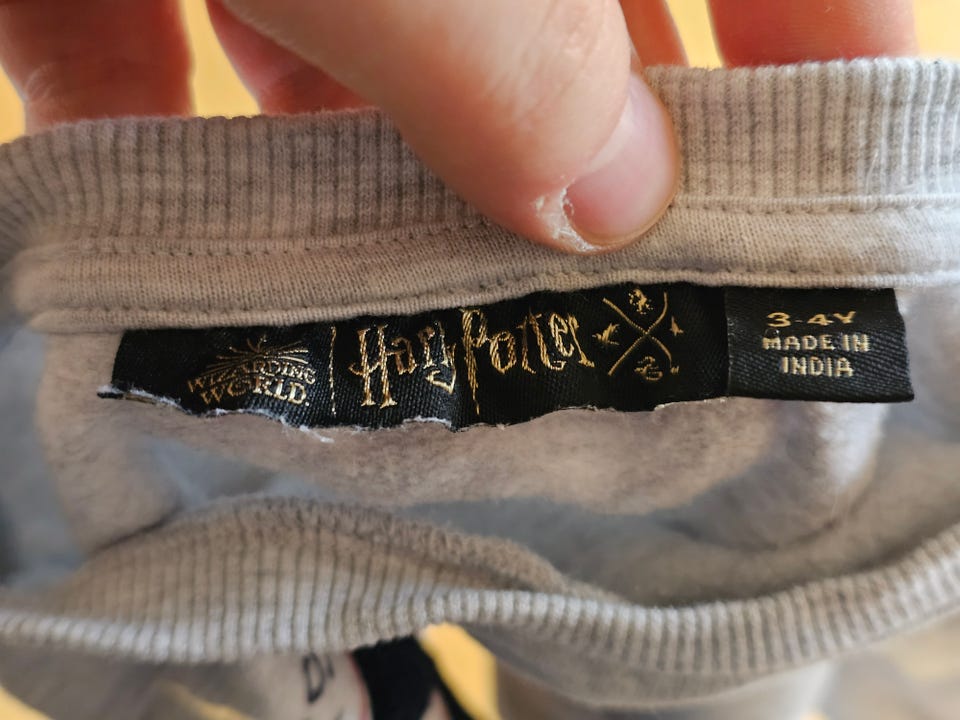 WIZARDING
WORLD
Harry Potter
3-4Y
MADE IN
INDIA